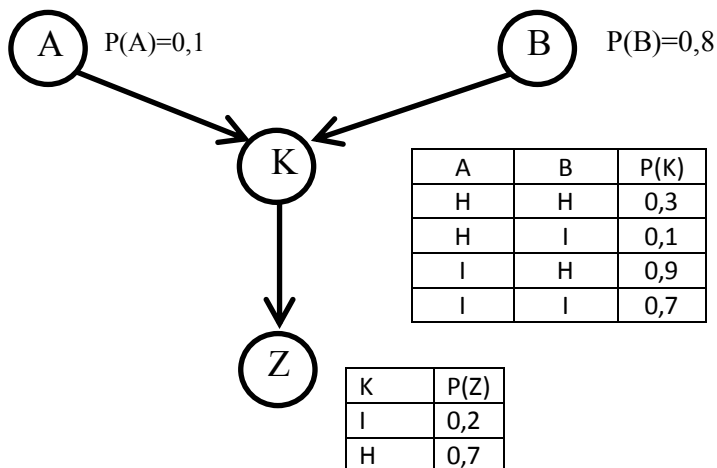 A P(A)=0,1 B P(B)=0,8
K
A B P(K)
H H 0,3
H I 0,1
I H 0,9
I I 0,7
Z
K P(Z)
I 0,2
H 0,7